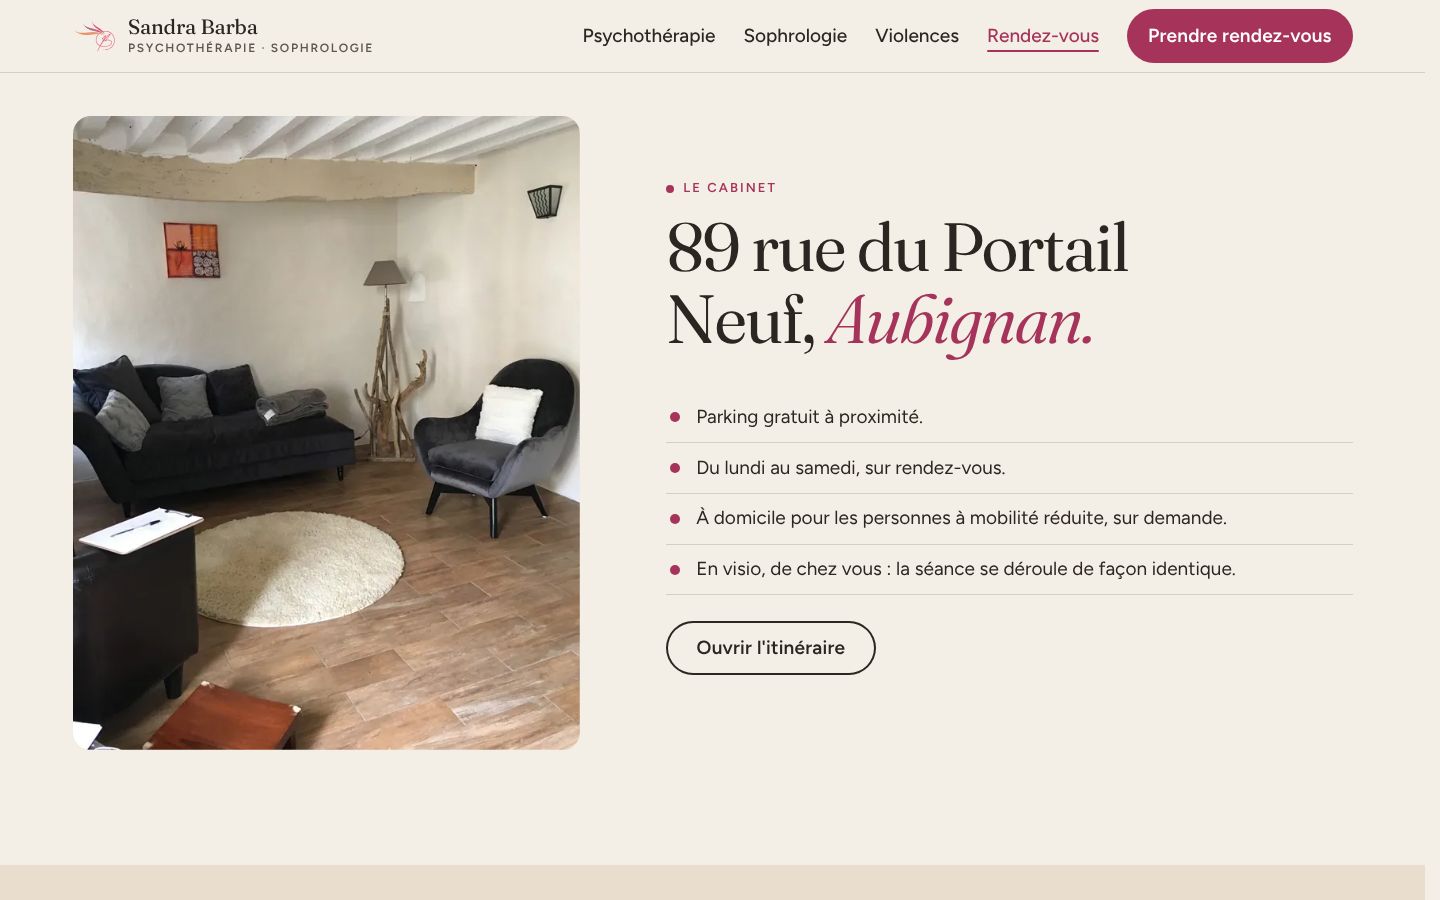 Sandra Barba
PSYCHOTHÉRAPIE · SOPHROLOGIE
Psychothérapie
Sophrologie
Violences
Rendez-vous
Prendre rendez-vous
LE CABINET
89 rue du Portail
Neuf, Aubignan.
Parking gratuit à proximité.
Du lundi au samedi, sur rendez-vous.
À domicile pour les personnes à mobilité réduite, sur demande.
En visio, de chez vous : la séance se déroule de façon identique.
Ouvrir l'itinéraire